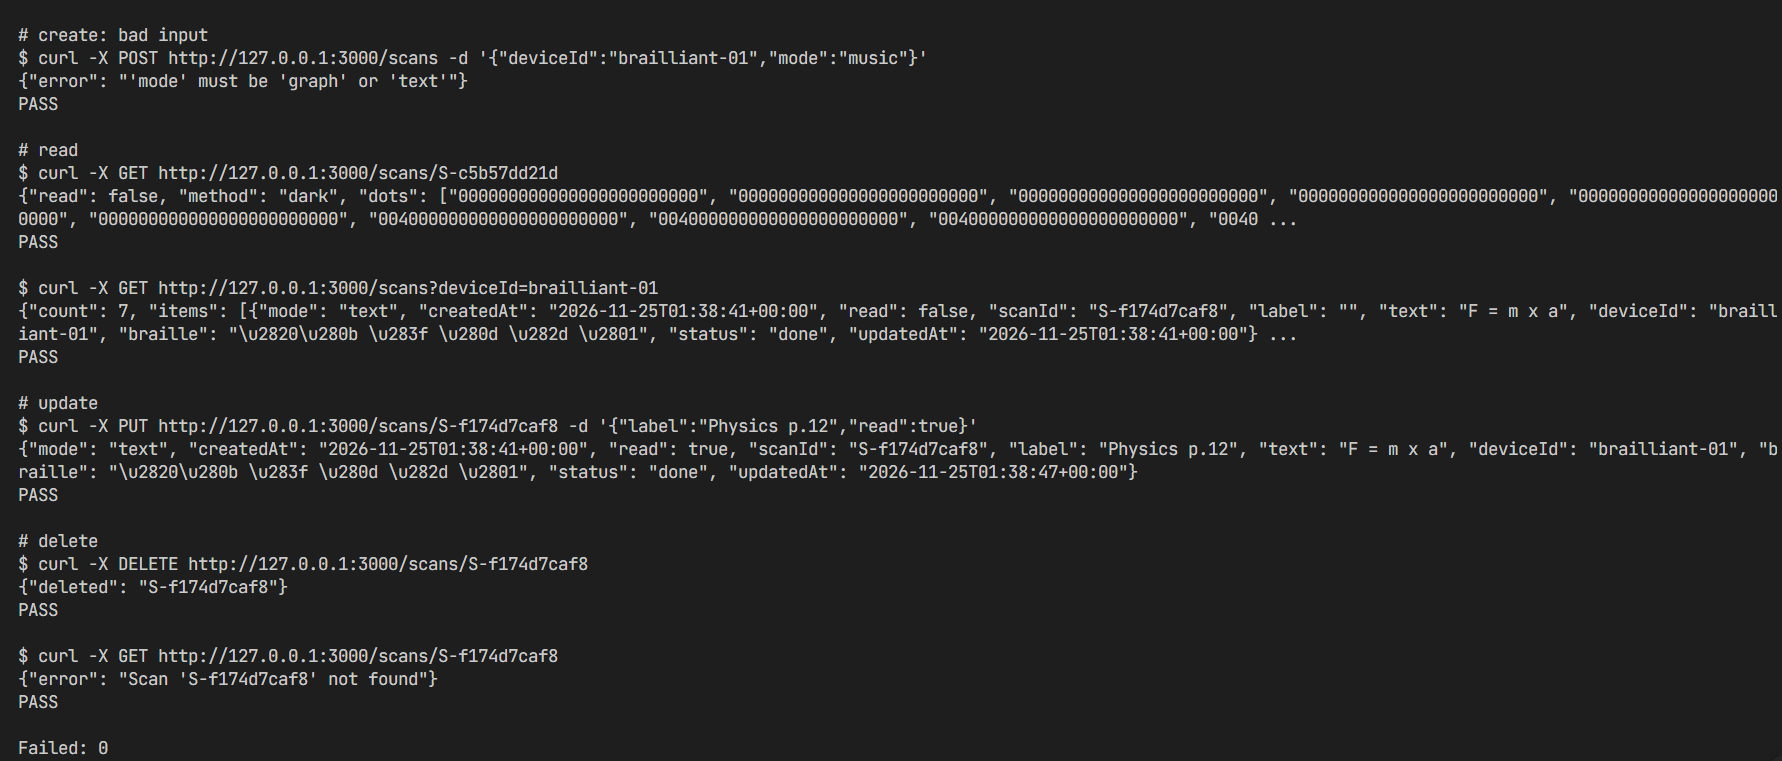 # create: bad input
$ curl -X POST http://127.0.0.1:3000/scans -d '{"deviceId":"brailliant-01","mode":"music"}'
{"error": "'mode' must be 'graph' or 'text'"}
PASS
# read
$ curl -X GET http://127.0.0.1:3000/scans/S-c5b57dd21d
{"read": false, "method": "dark", "dots": ["000000000000000000000000", "000000000000000000000000", "000000000000000000000000", "000000000000000000000000", "00000000000000000000
0000", "000000000000000000000000", "004000000000000000000000", "004000000000000000000000", "004000000000000000000000", "0040 ...
PASS
$ curl -X GET http://127.0.0.1:3000/scans?deviceId=brailliant-01
{"count": 7, "items": [{"mode": "text", "createdAt": "2026-11-25T01:38:41+00:00", "read": false, "scanId": "S-f174d7caf8", "label": "", "text": "F = m x a", "deviceId": "braill
iant-01", "braille": "\u2820\u280b \u283f \u280d \u282d \u2801", "status": "done", "updatedAt": "2026-11-25T01:38:41+00:00"} ...
PASS
# update
$ curl -X PUT http://127.0.0.1:3000/scans/S-f174d7caf8 -d '{"label":"Physics p.12","read":true}'
{"mode": "text", "createdAt": "2026-11-25T01:38:41+00:00", "read": true, "scanId": "S-f174d7caf8", "label": "Physics p.12", "text": "F = m x a", "deviceId": "brailliant-01", "b
raille": "\u2820\u280b \u283f \u280d \u282d \u2801", "status": "done", "updatedAt": "2026-11-25T01:38:47+00:00"}
PASS
# delete
$ curl -X DELETE http://127.0.0.1:3000/scans/S-f174d7caf8
{"deleted": "S-f174d7caf8"}
PASS
$ curl -X GET http://127.0.0.1:3000/scans/S-f174d7caf8
{"error": "Scan 'S-f174d7caf8' not found"}
PASS
Failed: 0